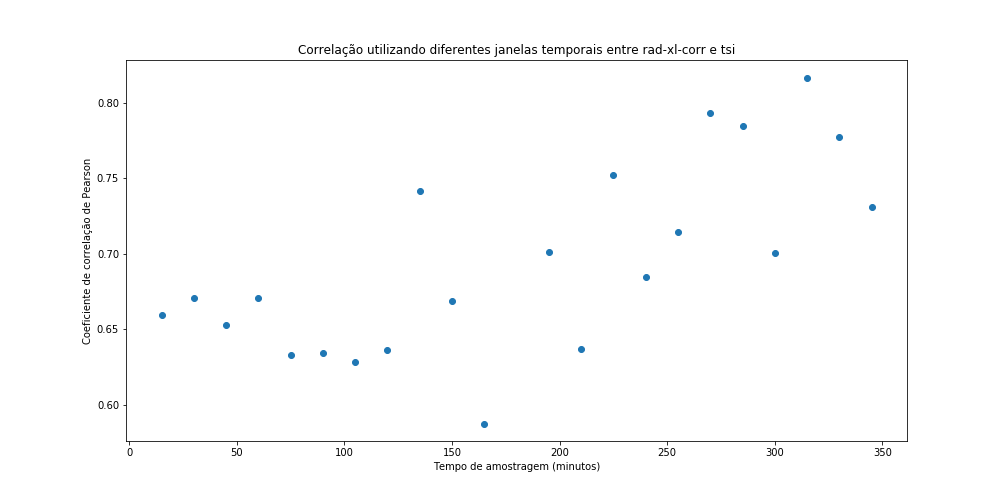 Correlação utilizando diferentes janelas temporais entre rad-xl-corr e tsi
Coeficiente de correlação de Pearson
0.80
0.75
0.70
0.65
0.60
0 50 100 150 200 250 300 350
Tempo de amostragem (minutos)